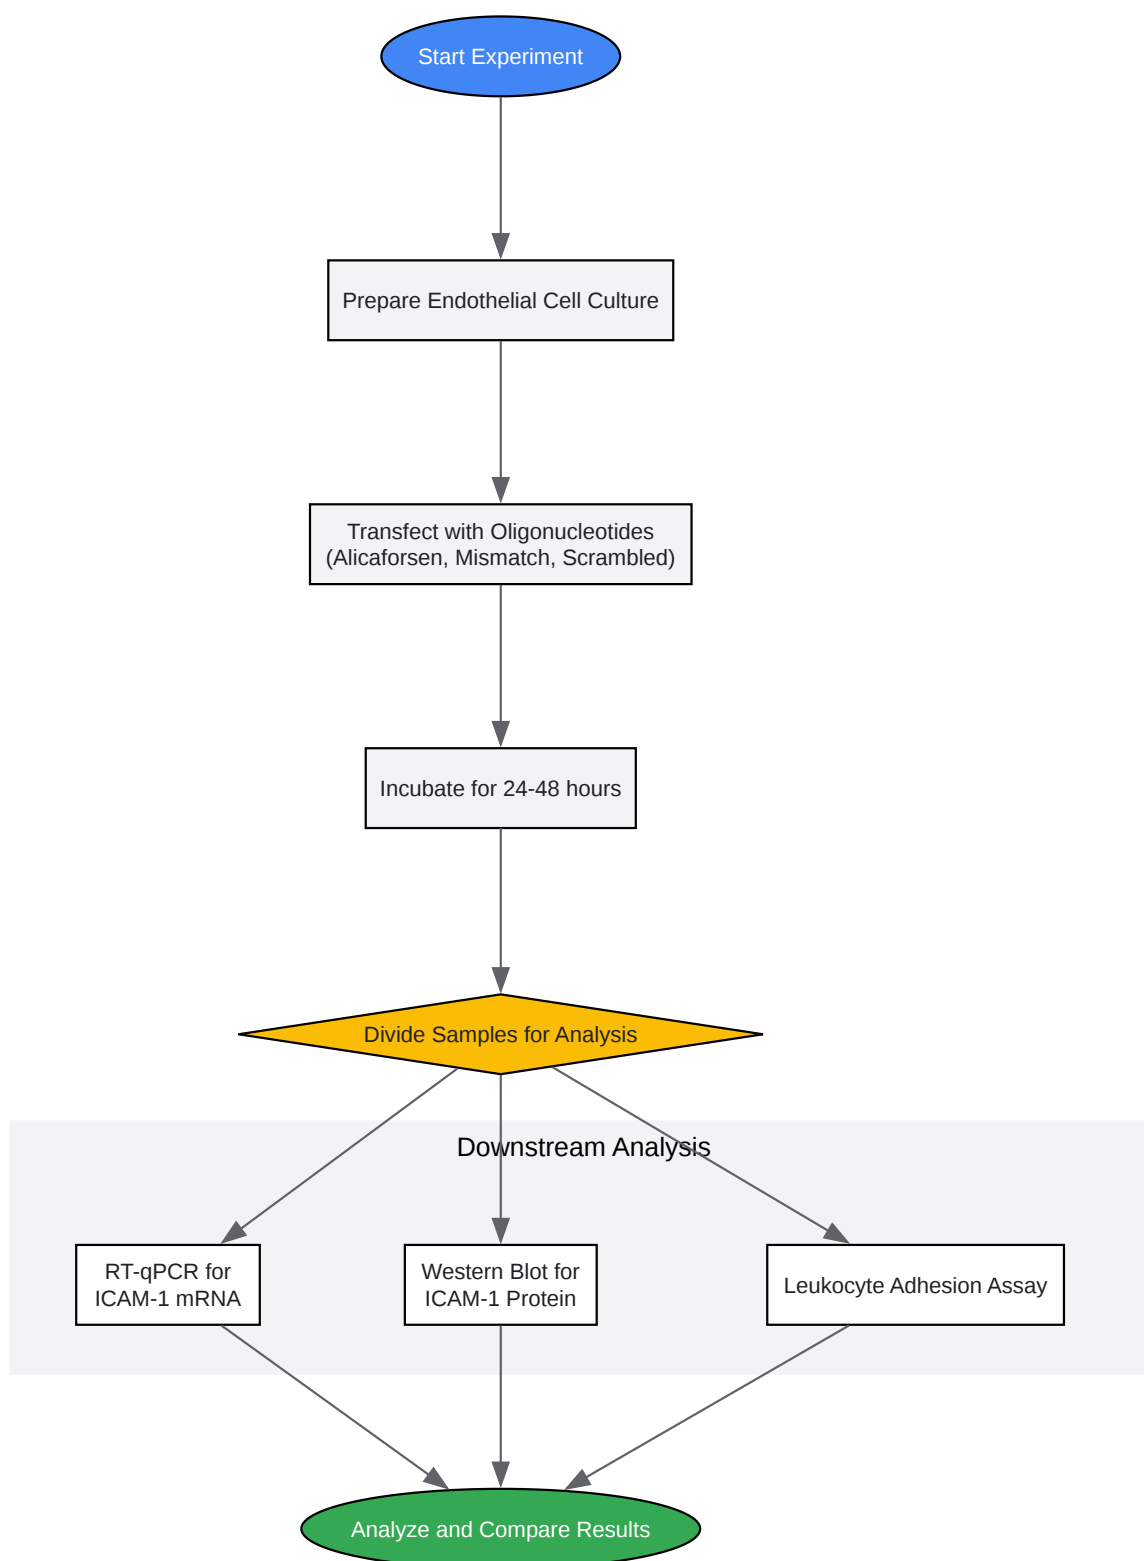 Start Experiment
Prepare Endothelial Cell Culture
Transfect with Oligonucleotides
(Alicaforsen, Mismatch, Scrambled)
Incubate for 24-48 hours
Divide Samples for Analysis
Downstream Analysis
RT-qPCR for
ICAM-1 mRNA
Western Blot for
ICAM-1 Protein
Leukocyte Adhesion Assay
Analyze and Compare Results